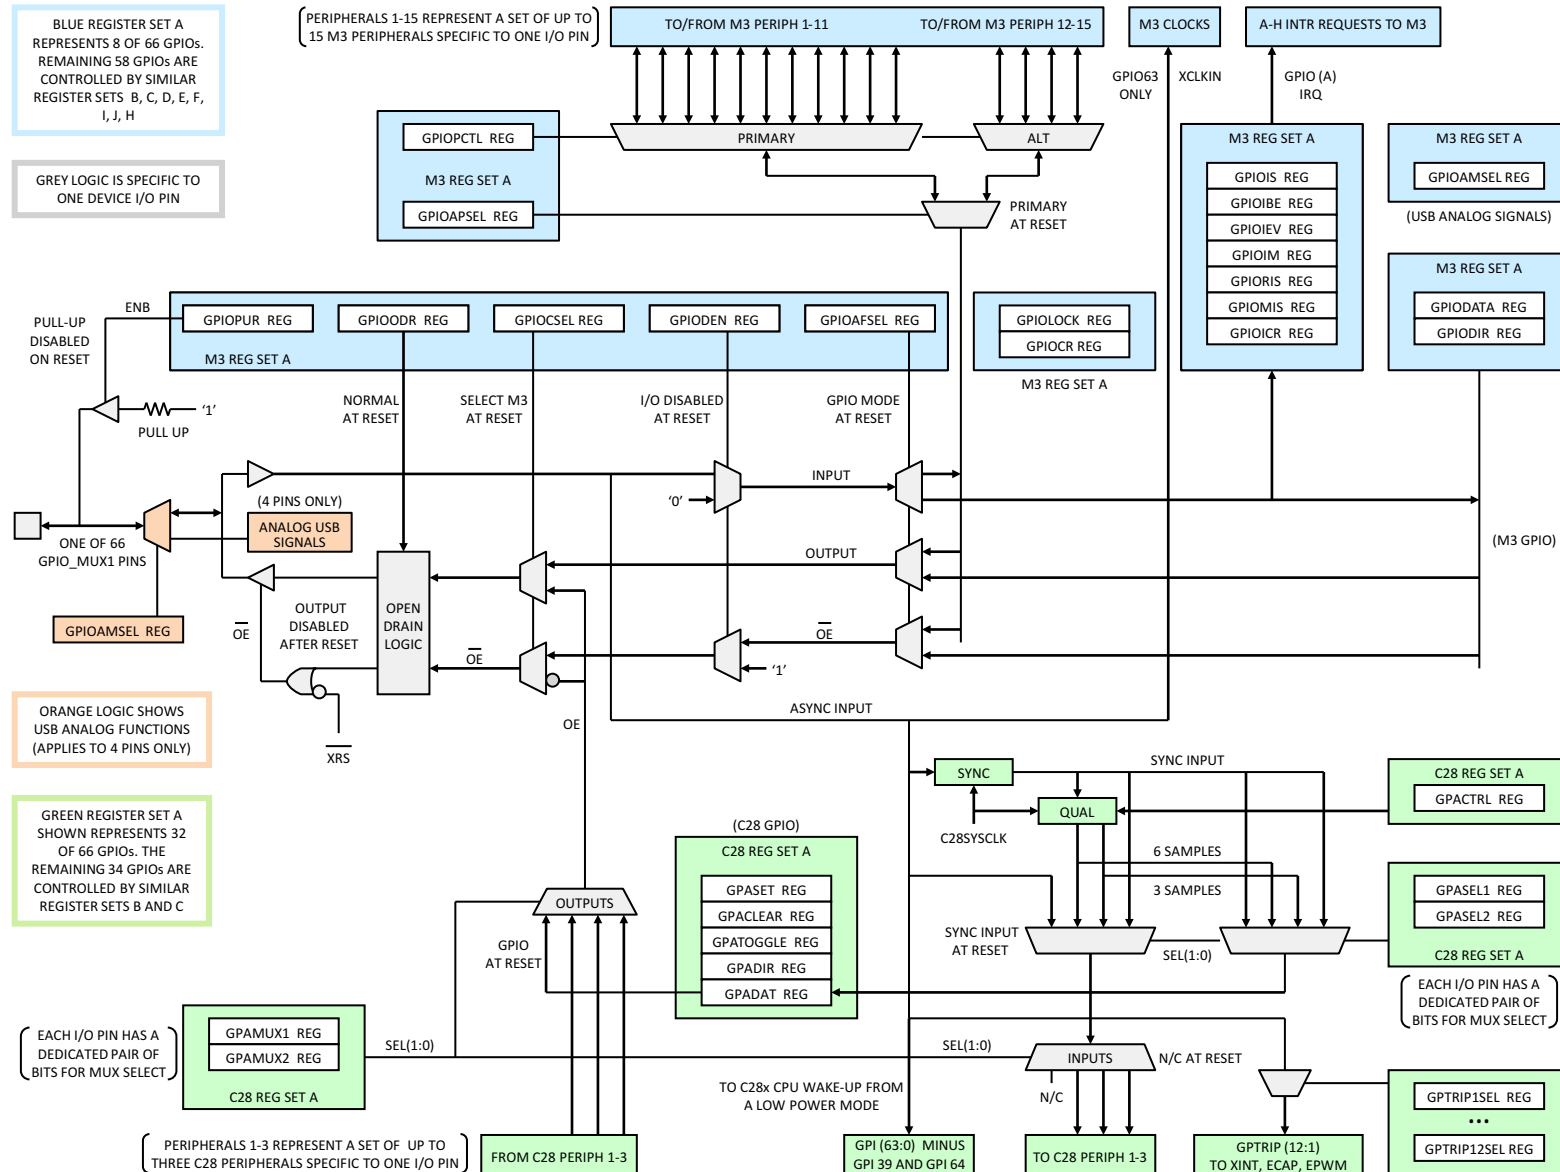 BLUE REGISTER SET A
REPRESENTS 8 OF 66 GPIOs.
REMAINING 58 GPIOs ARE
CONTROLLED BY SIMILAR
REGISTER SETS B, C, D, E, F,
I, J, H
PERIPHERALS 1-15 REPRESENT A SET OF UP TO
15 M3 PERIPHERALS SPECIFIC TO ONE I/O PIN
TO/FROM M3 PERIPH 1-11
TO/FROM M3 PERIPH 12-15
M3 CLOCKS
A-H INTR REQUESTS TO M3
GPIO63
ONLY
XCLKIN
GPIO (A)
IRQ
GREY LOGIC IS SPECIFIC TO
ONE DEVICE I/O PIN
GPIOPCTL REG
M3 REG SET A
GPIOAPSEL REG
PRIMARY
ALT
PRIMARY
AT RESET
M3 REG SET A
GPIOIS REG
GPIOIBE REG
GPIOIEV REG
GPIOIM REG
GPIORIS REG
GPIOMIS REG
GPIOICR REG
M3 REG SET A
GPIOAMSEL REG
(USB ANALOG SIGNALS)
M3 REG SET A
GPIODATA REG
GPIODIR REG
ENB
PULL-UP
DISABLED
ON RESET
GPIOPUR REG
GPIOODR REG
GPIOCSEL REG
GPIODEN REG
GPIOAFSEL REG
M3 REG SET A
GPIOLOCK REG
GPIOCR REG
M3 REG SET A
'1'
PULL UP
NORMAL
AT RESET
SELECT M3
AT RESET
I/O DISABLED
AT RESET
GPIO MODE
AT RESET
INPUT
'0'
(4 PINS ONLY)
ANALOG USB
SIGNALS
ONE OF 66
GPIO_MUX1 PINS
OUTPUT
(M3 GPIO)
GPIOAMSEL REG
OE
OUTPUT
DISABLED
AFTER RESET
OPEN
DRAIN
LOGIC
OE
OE
'1'
OE
XRS
ASYNC INPUT
ORANGE LOGIC SHOWS
USB ANALOG FUNCTIONS
(APPLIES TO 4 PINS ONLY)
GREEN REGISTER SET A
SHOWN REPRESENTS 32
OF 66 GPIOs. THE
REMAINING 34 GPIOs ARE
CONTROLLED BY SIMILAR
REGISTER SETS B AND C
SYNC
SYNC INPUT
QUAL
C28SYSCLK
C28 REG SET A
GPACTRL REG
6 SAMPLES
3 SAMPLES
(C28 GPIO)
C28 REG SET A
GPASET REG
GPACLEAR REG
GPATOGGLE REG
GPADIR REG
GPADAT REG
OUTPUTS
GPIO
AT RESET
SYNC INPUT
AT RESET
SEL(1:0)
GPASEL1 REG
GPASEL2 REG
C28 REG SET A
EACH I/O PIN HAS A
DEDICATED PAIR OF
BITS FOR MUX SELECT
EACH I/O PIN HAS A
DEDICATED PAIR OF
BITS FOR MUX SELECT
GPAMUX1 REG
GPAMUX2 REG
C28 REG SET A
SEL(1:0)
SEL(1:0)
INPUTS
N/C AT RESET
N/C
TO C28x CPU WAKE-UP FROM
A LOW POWER MODE
GPTRIP1SEL REG
...
GPTRIP12SEL REG
PERIPHERALS 1-3 REPRESENT A SET OF UP TO
THREE C28 PERIPHERALS SPECIFIC TO ONE I/O PIN
FROM C28 PERIPH 1-3
GPI (63:0) MINUS
GPI 39 AND GPI 64
TO C28 PERIPH 1-3
GPTRIP (12:1)
TO XINT, ECAP, EPWM